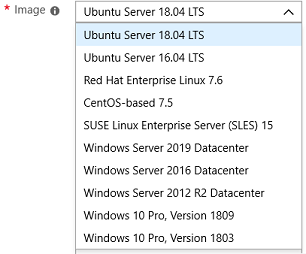 * Image
Ubuntu Server 18.04 LTS
Ubuntu Server 18.04 LTS
Ubuntu Server 16.04 LTS
Red Hat Enterprise Linux 7.6
CentOS-based 7.5
SUSE Linux Enterprise Server (SLES) 15
Windows Server 2019 Datacenter
Windows Server 2016 Datacenter
Windows Server 2012 R2 Datacenter
Windows 10 Pro, Version 1809
Windows 10 Pro, Version 1803